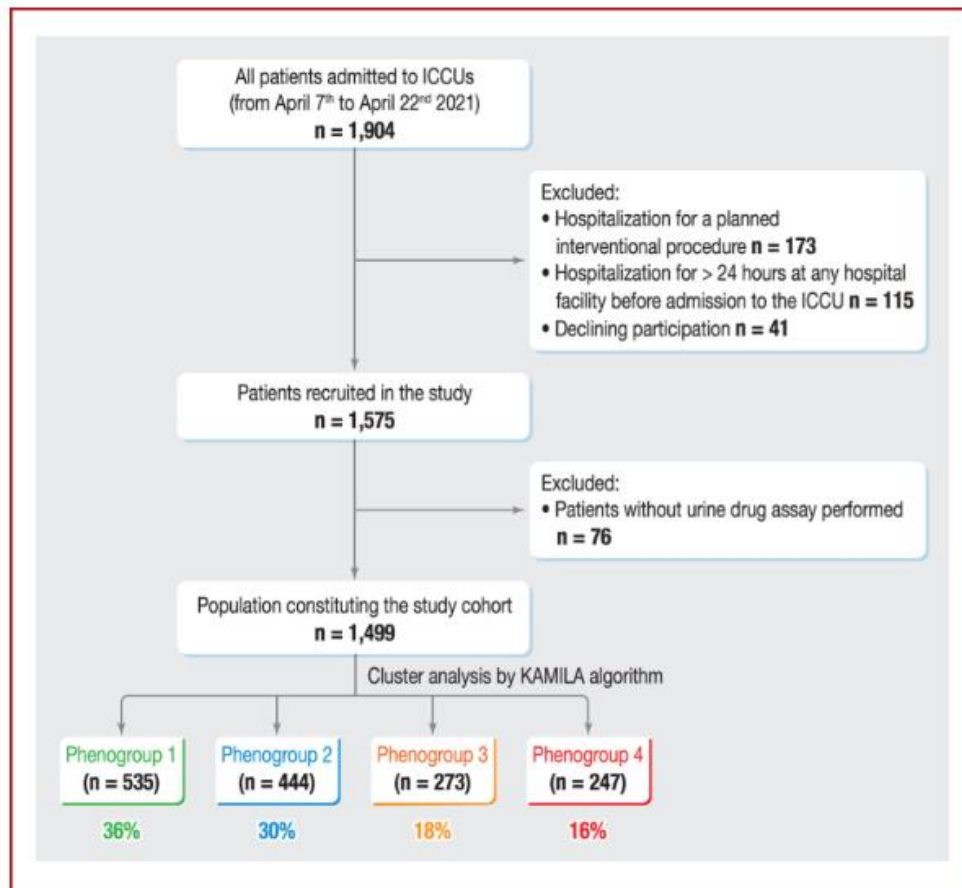 All patients admitted to ICCUs
(from April 7th to April 22nd 2021)
n = 1,904
Excluded:
• Hospitalization for a planned
interventional procedure n = 173
• Hospitalization for > 24 hours at any hospital
facility before admission to the ICCU n = 115
• Declining participation n = 41
Patients recruited in the study
n = 1,575
Excluded:
• Patients without urine drug assay performed
n = 76
Population constituting the study cohort
n = 1,499
Cluster analysis by KAMILA algorithm
Phenogroup 1
(n = 535)
36%
Phenogroup 2
(n = 444)
30%
Phenogroup 3
(n = 273)
18%
Phenogroup 4
(n = 247)
16%